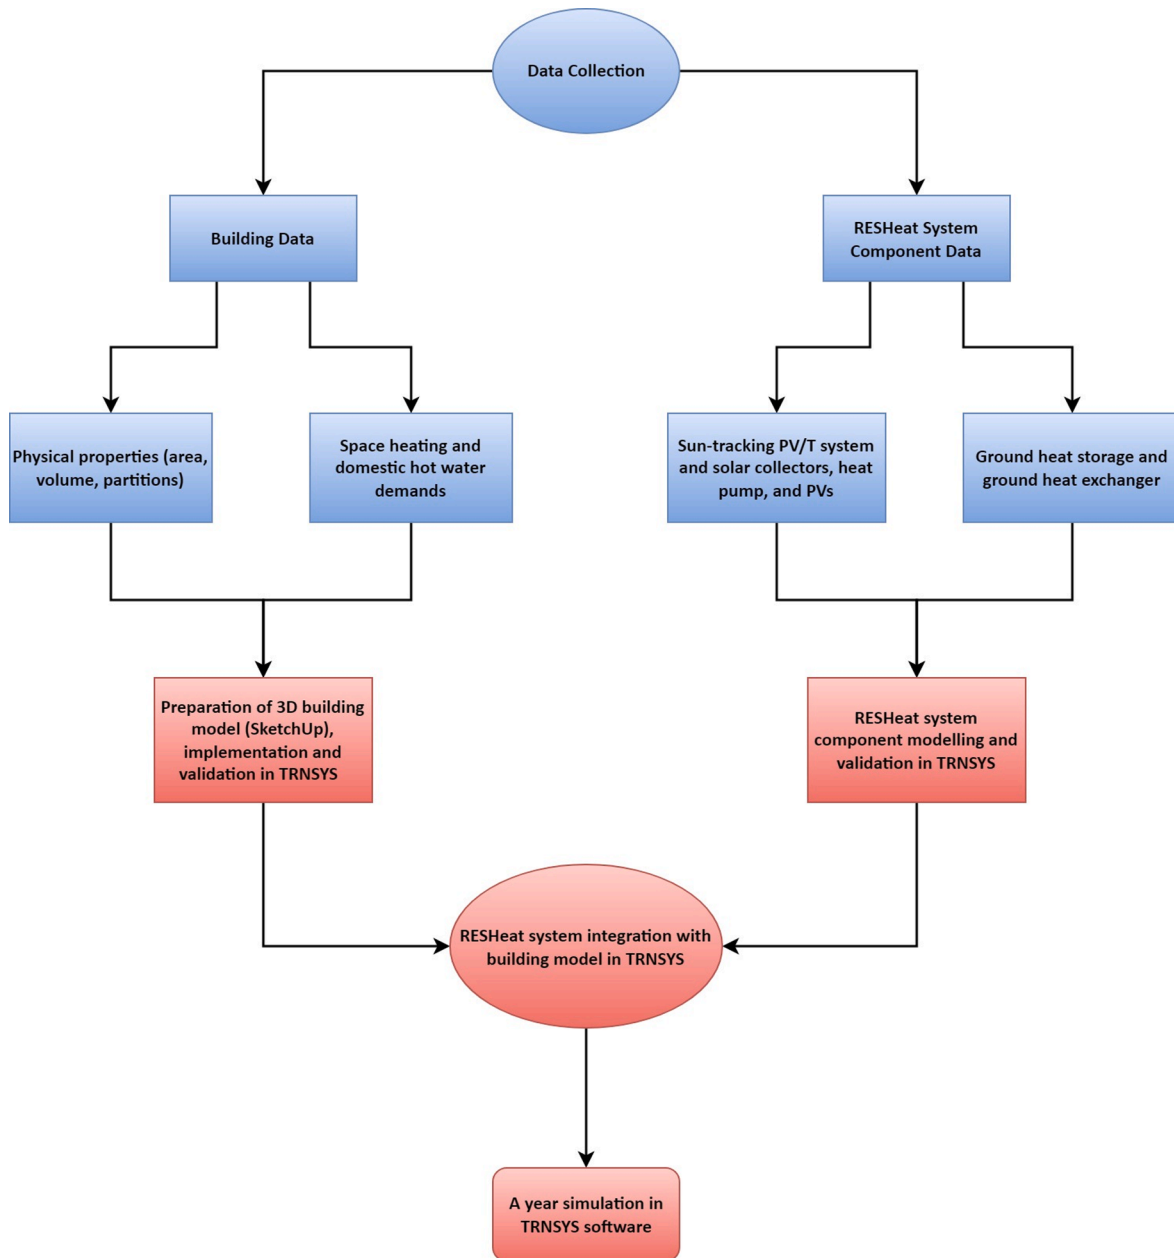 Data Collection
Building Data
RESHeat System
Component Data
Physical properties (area,
volume, partitions)
Space heating and
domestic hot water
demands
Sun-tracking PV/T system
and solar collectors, heat
pump, and PVs
Ground heat storage and
ground heat exchanger
Preparation of 3D building
model (SketchUp),
implementation and
validation in TRNSYS
RESHeat system
component modelling and
validation in TRNSYS
RESHeat system integration with
building model in TRNSYS
A year simulation in
TRNSYS software